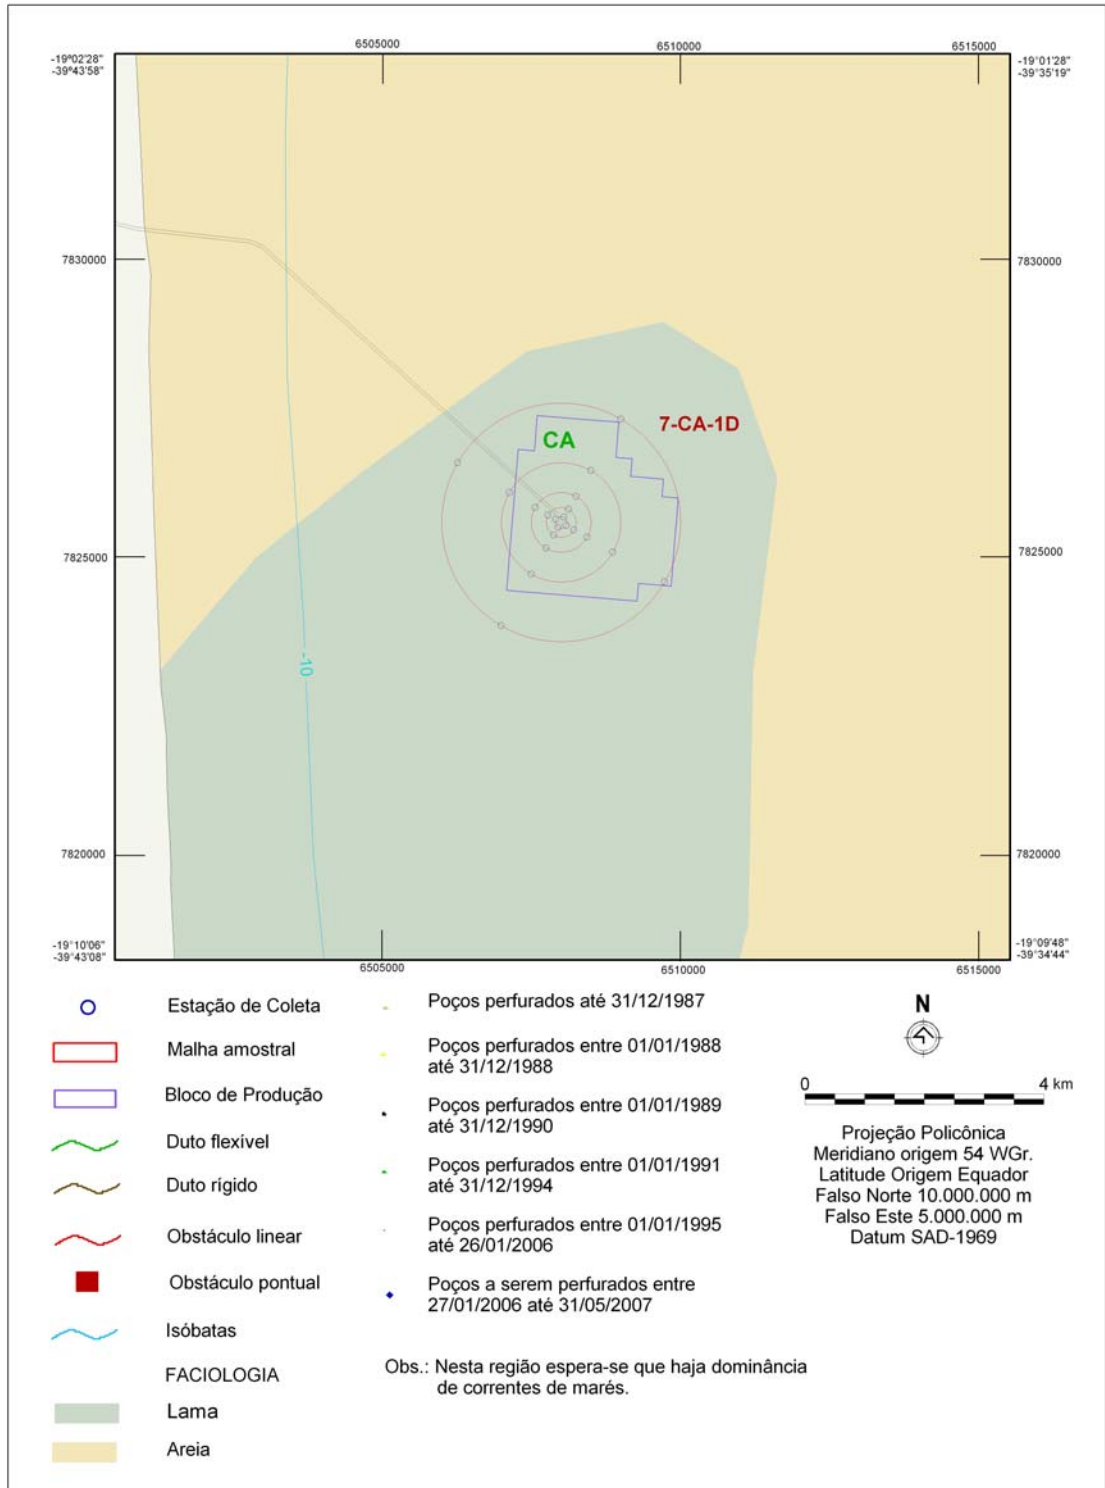 6505000
6510000
6515000
-19º02'28"
-39º43'58"
-19°01'28"
-39°35'19"
7830000
7830000
7-CA-1D
CA
7825000
7825000
-10
7820000
7820000
-19°10'06"
-39°43'08"
-19°09'48"
-39°34'44"
6505000
6510000
6515000
Estação de Coleta
Malha amostral
Bloco de Produção
Duto flexível
Duto rígido
Obstáculo linear
Obstáculo pontual
Isóbatas
FACIOLOGIA
Lama
Areia
Poços perfurados até 31/12/1987
Poços perfurados entre 01/01/1988
até 31/12/1988
Poços perfurados entre 01/01/1989
até 31/12/1990
Poços perfurados entre 01/01/1991
até 31/12/1994
Poços perfurados entre 01/01/1995
até 26/01/2006
Poços a serem perfurados entre
27/01/2006 até 31/05/2007
Obs.: Nesta região espera-se que haja dominância
de correntes de marés.
N
0 4 km
Projeção Policônica
Meridiano origem 54 WGr.
Latitude Origem Equador
Falso Norte 10.000.000 m
Falso Este 5.000.000 m
Datum SAD-1969